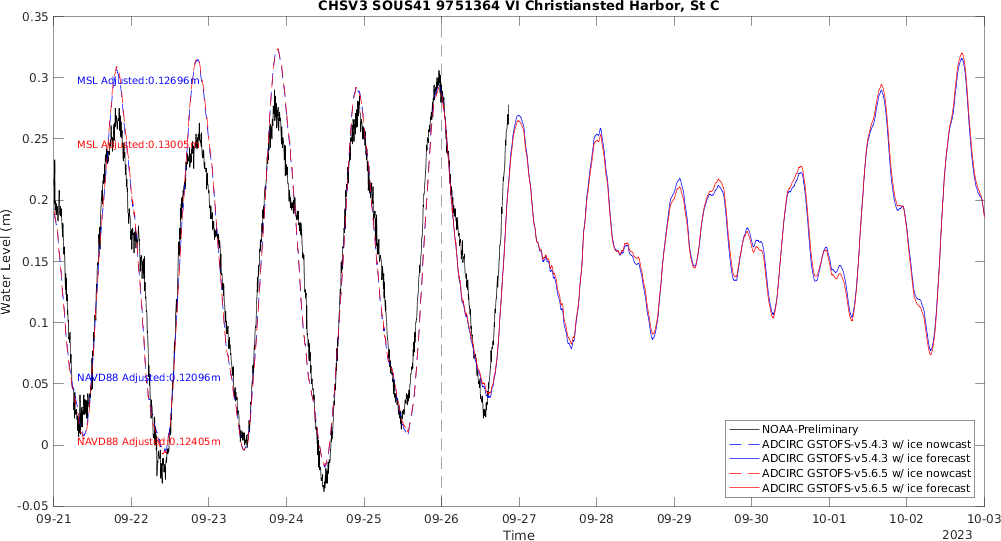 CHSV3 SOUS41 9751364 VI Christiansted Harbor, St C
0.35
0.3
0.25
0.2
0.15
0.1
0.05
0
-0.05
Water Level (m)
MSL Adjusted:0.12696m
MSL Adjusted:0.13005m
NAVD88 Adjusted:0.12096m
NAVD88 Adjusted:0.12405m
NOAA-Preliminary
ADCIRC GSTOFS-v5.4.3 w/ ice nowcast
ADCIRC GSTOFS-v5.4.3 w/ ice forecast
ADCIRC GSTOFS-v5.6.5 w/ ice nowcast
ADCIRC GSTOFS-v5.6.5 w/ ice forecast
09-21 09-22 09-23 09-24 09-25 09-26 09-27 09-28 09-29 09-30 10-01 10-02 10-03
Time
2023